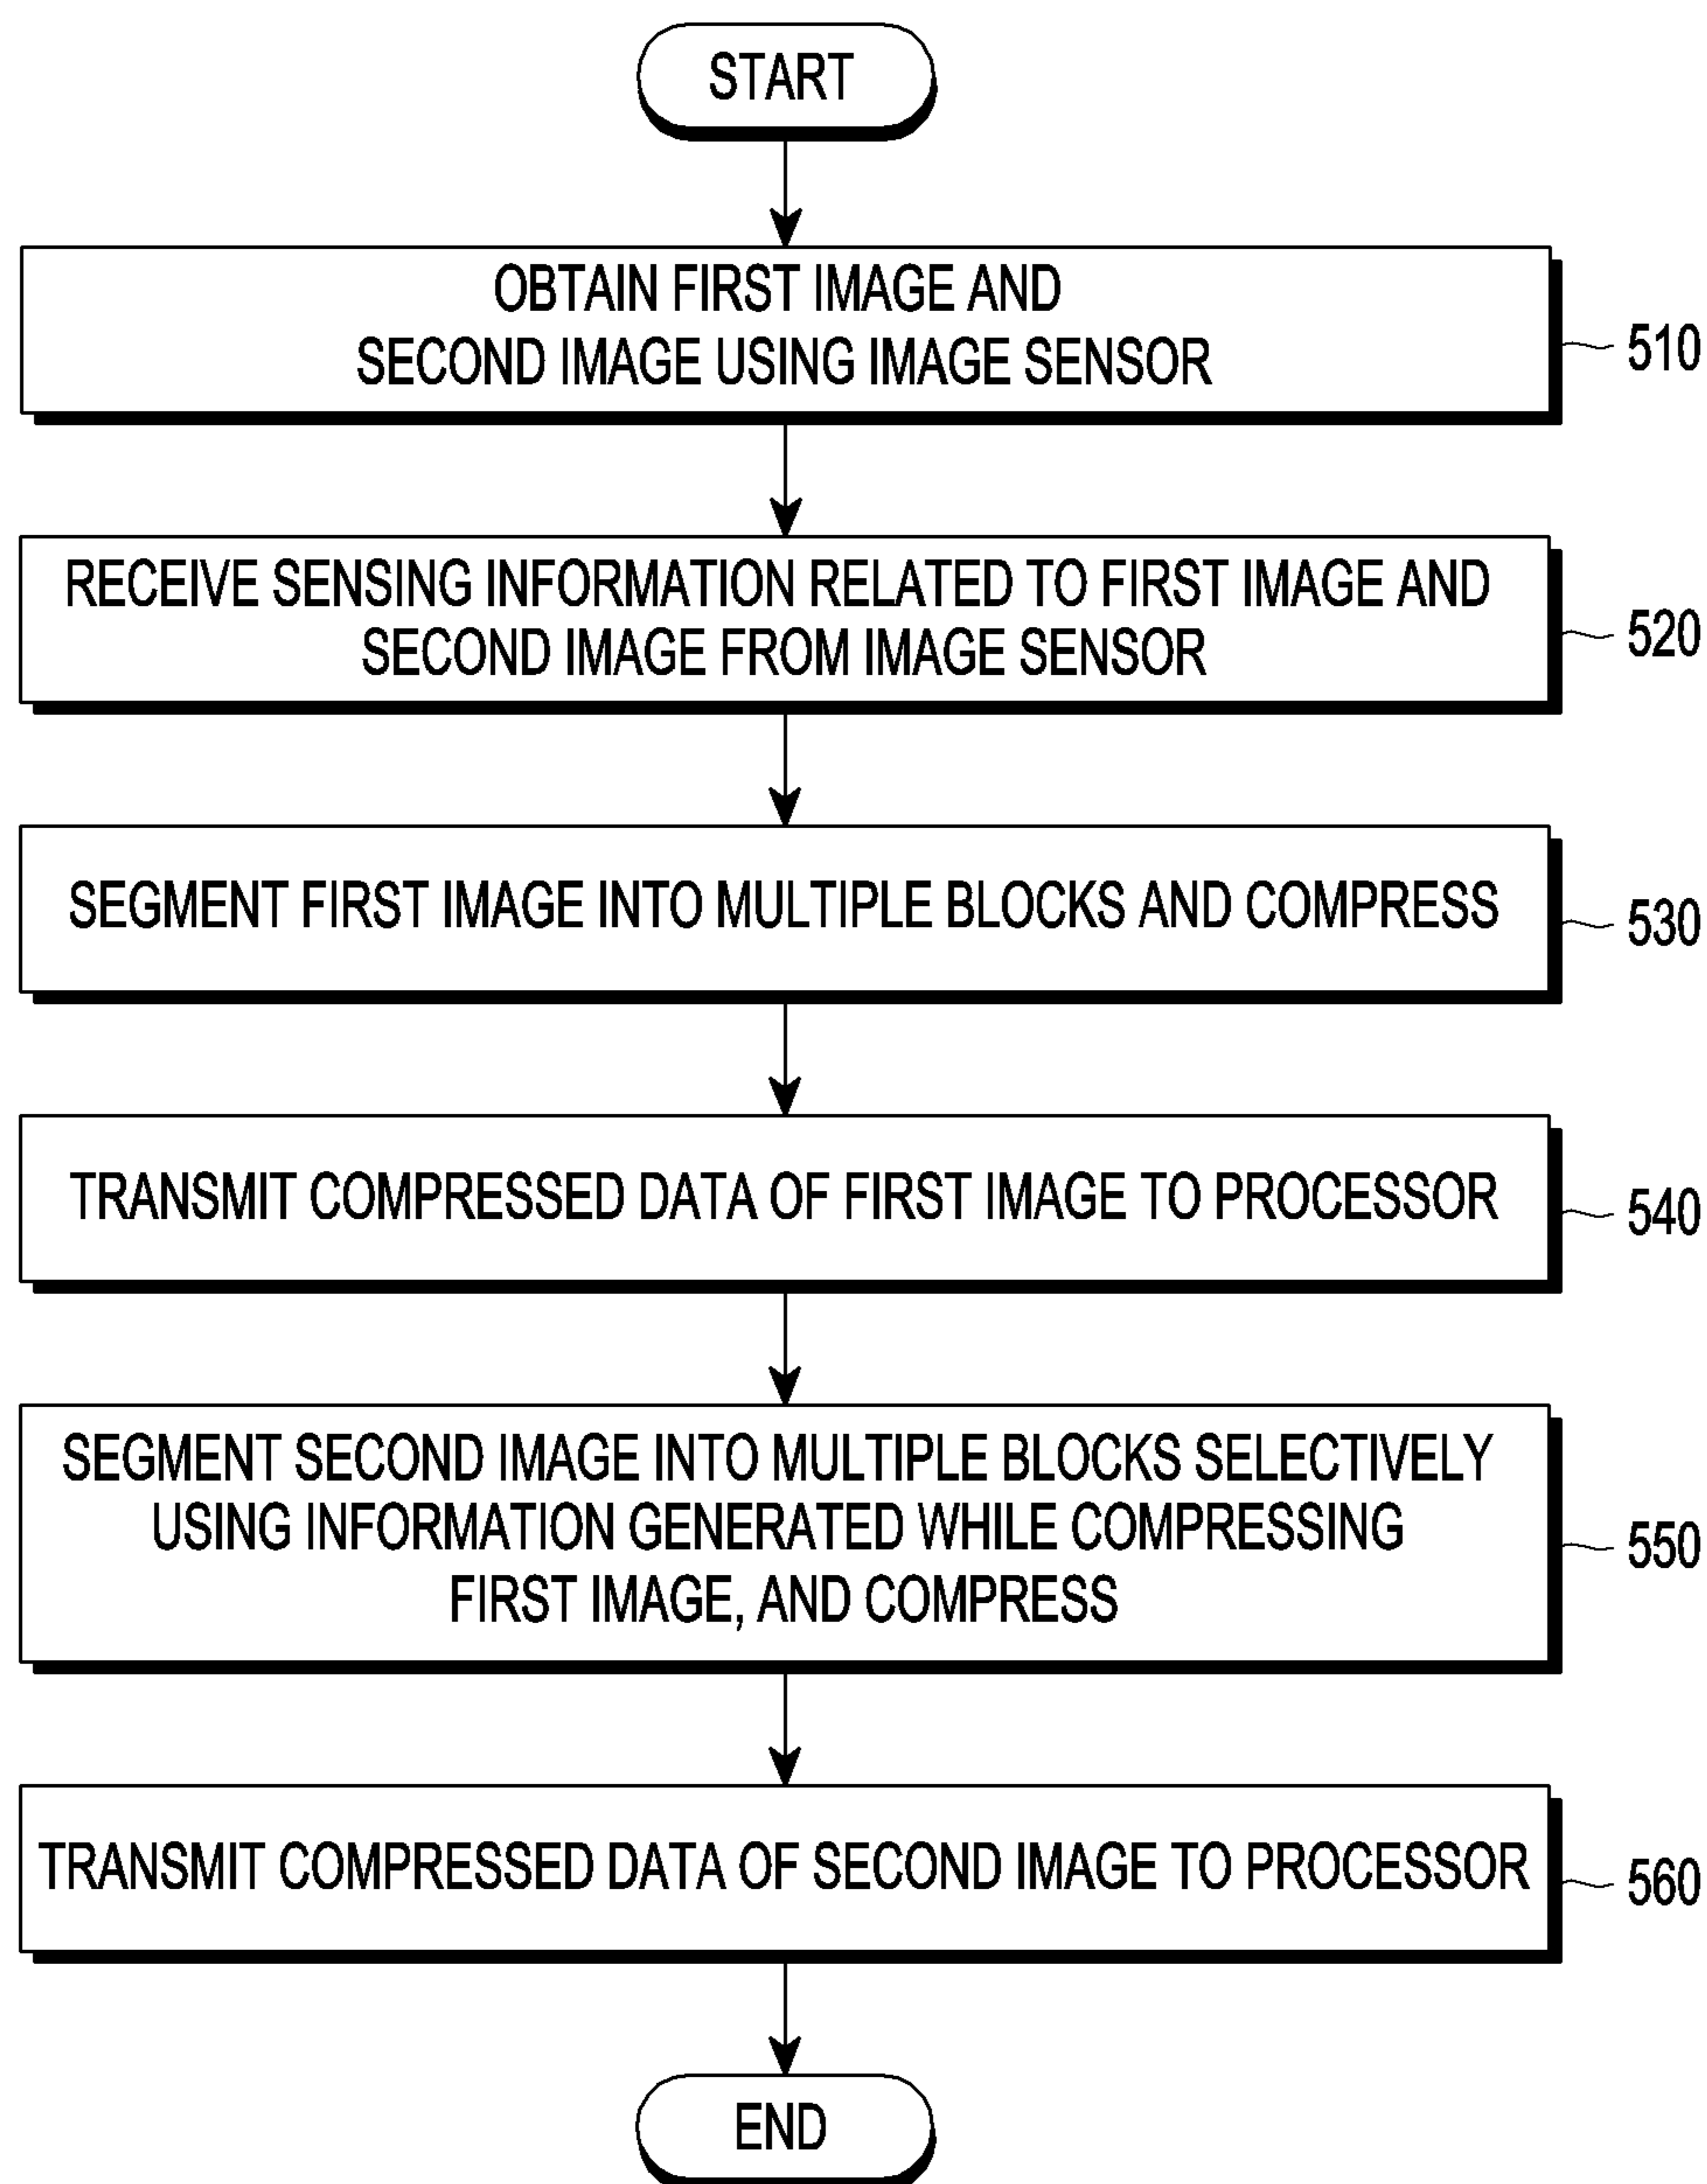 START
OBTAIN FIRST IMAGE AND
SECOND IMAGE USING IMAGE SENSOR
510
RECEIVE SENSING INFORMATION RELATED TO FIRST IMAGE AND
SECOND IMAGE FROM IMAGE SENSOR
520
SEGMENT FIRST IMAGE INTO MULTIPLE BLOCKS AND COMPRESS
530
TRANSMIT COMPRESSED DATA OF FIRST IMAGE TO PROCESSOR
540
SEGMENT SECOND IMAGE INTO MULTIPLE BLOCKS SELECTIVELY
USING INFORMATION GENERATED WHILE COMPRESSING
FIRST IMAGE, AND COMPRESS
550
TRANSMIT COMPRESSED DATA OF SECOND IMAGE TO PROCESSOR
560
END